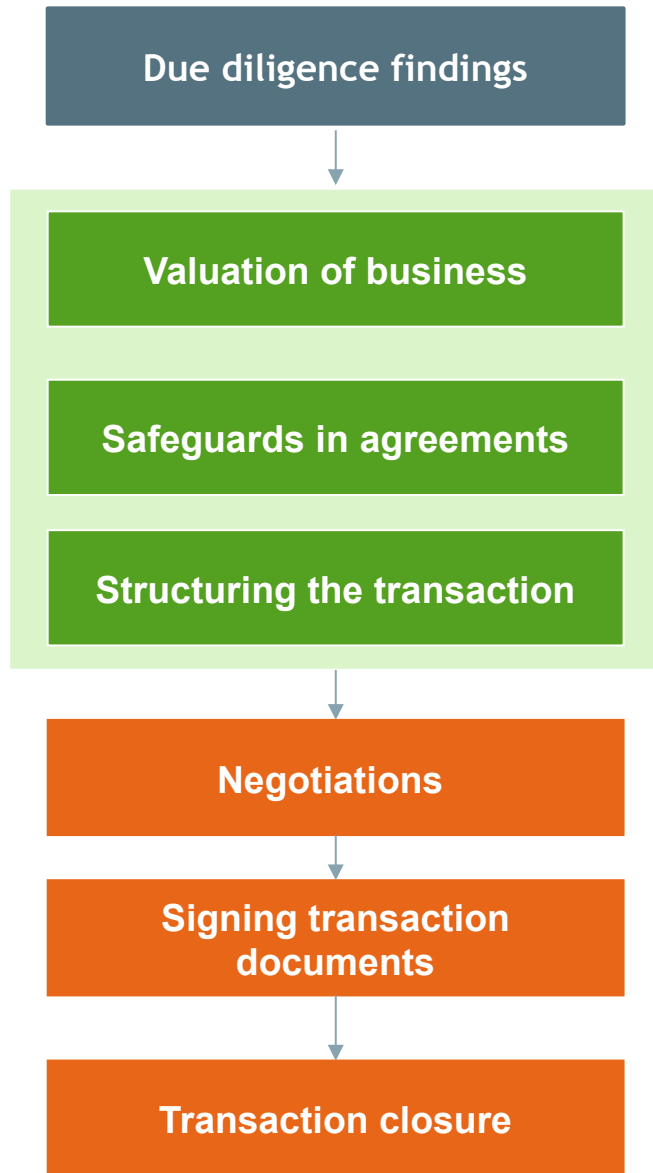 Due diligence findings
Valuation of business
Safeguards in agreements
Structuring the transaction
Negotiations
Signing transaction
documents
Transaction closure